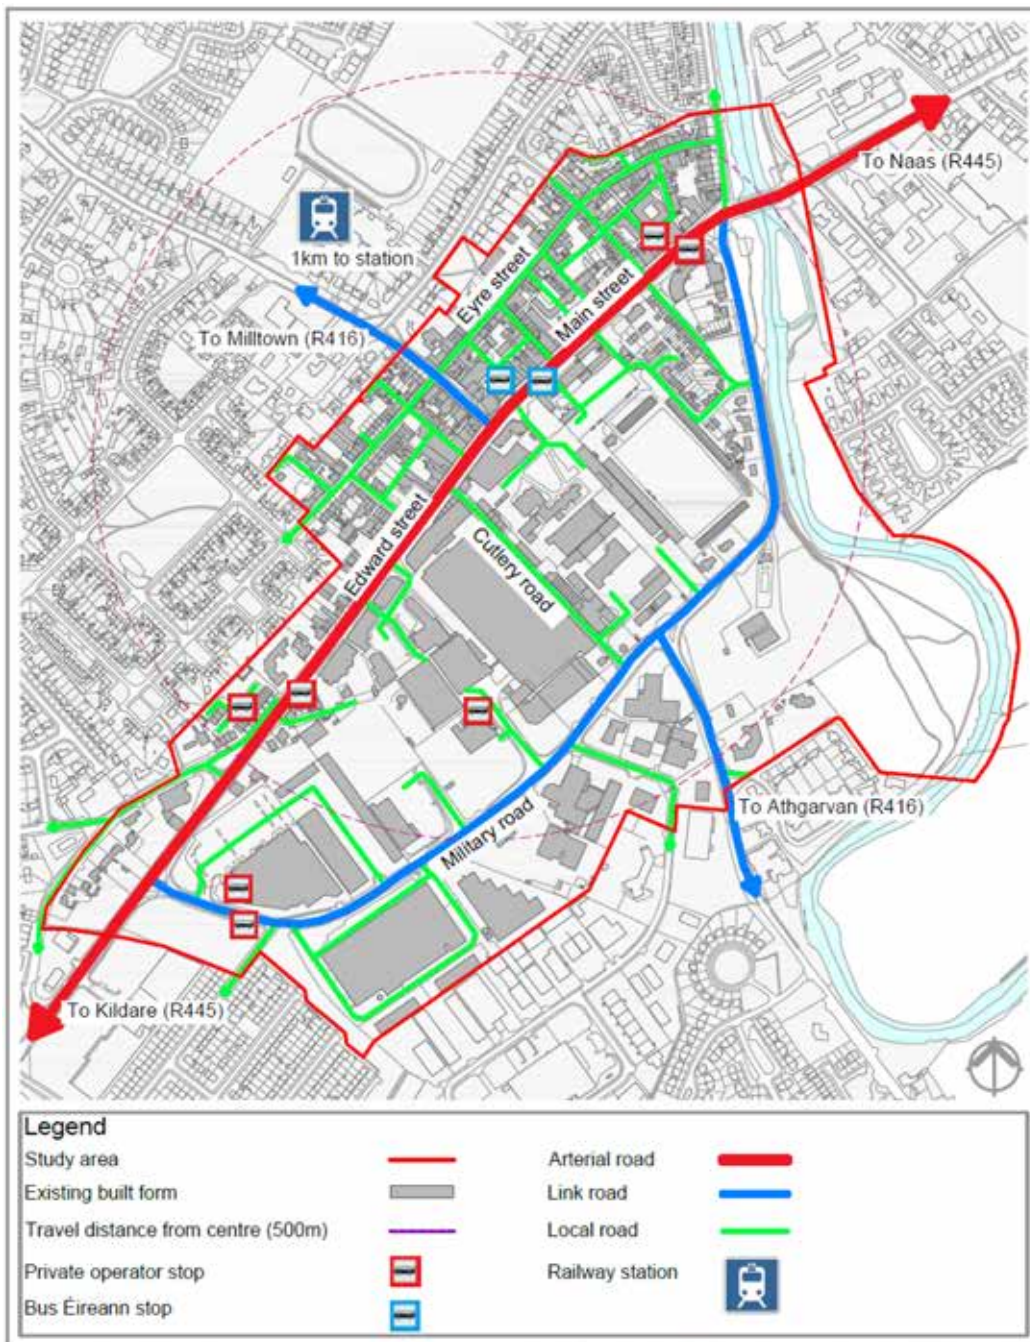 To Naas (R445)
1km to station
Eyre street
To Milltown (R416)
Main street
Edward street
Cutlery road
Military road
To Athgarvan (R416)
To Kildare (R445)
Legend
Study area
Arterial road
Existing built form
Link road
Travel distance from centre (500m)
Local road
Private operator stop
Railway station
Bus Éireann stop